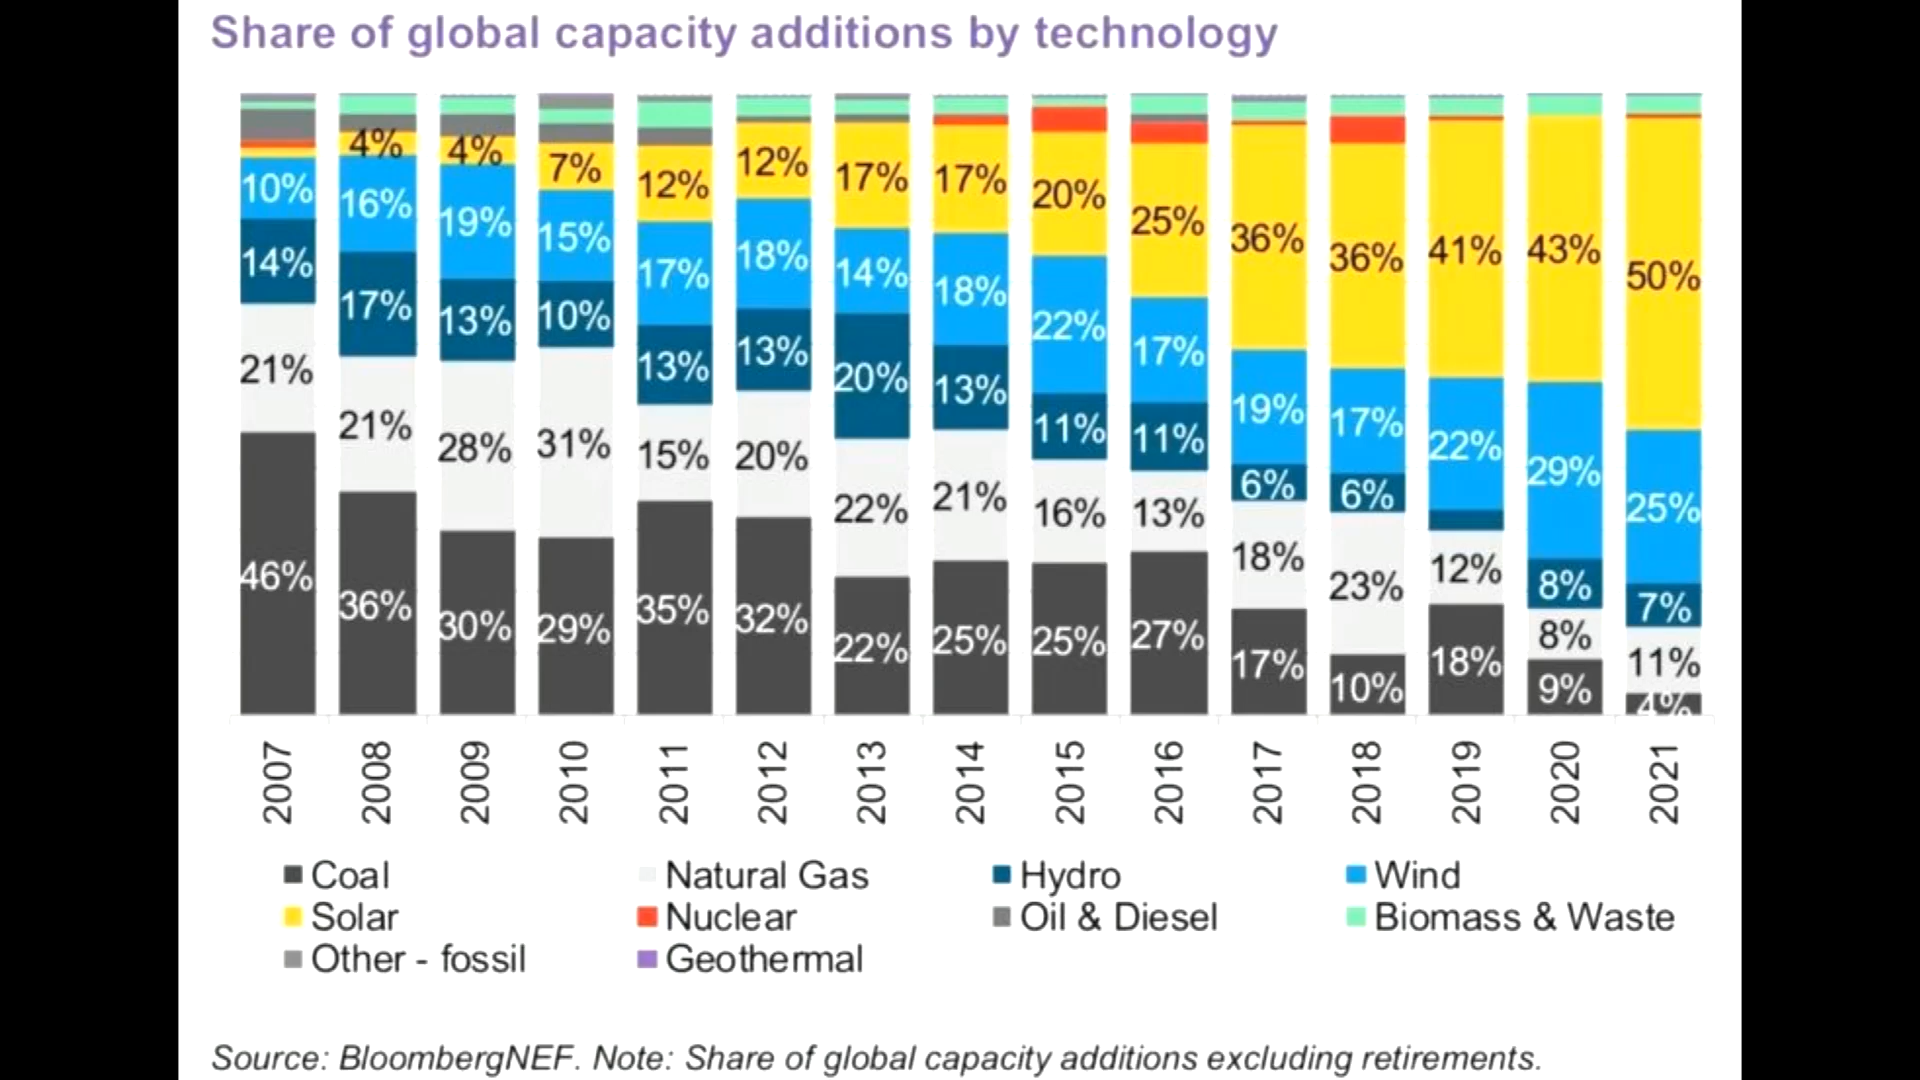 Share of global capacity additions by technology
4% 4% 7% 12% 12% 17% 17% 20% 25% 36% 36% 41% 43% 50%
10% 16% 19% 15% 17% 18% 14% 18% 22% 17% 19% 17% 22% 29% 25%
14% 17% 13% 10% 13% 13% 20% 13% 11% 11% 6% 6% 8% 7%
21% 21% 28% 31% 15% 20% 22% 21% 16% 13% 18% 23% 12% 8% 11%
46% 36% 30% 29% 35% 32% 22% 25% 25% 27% 17% 10% 18% 9% 4%
2007 2008 2009 2010 2011 2012 2013 2014 2015 2016 2017 2018 2019 2020 2021
Coal Natural Gas Hydro Wind
Solar Nuclear Oil & Diesel Biomass & Waste
Other - fossil Geothermal
Source: BloombergNEF. Note: Share of global capacity additions excluding retirements.